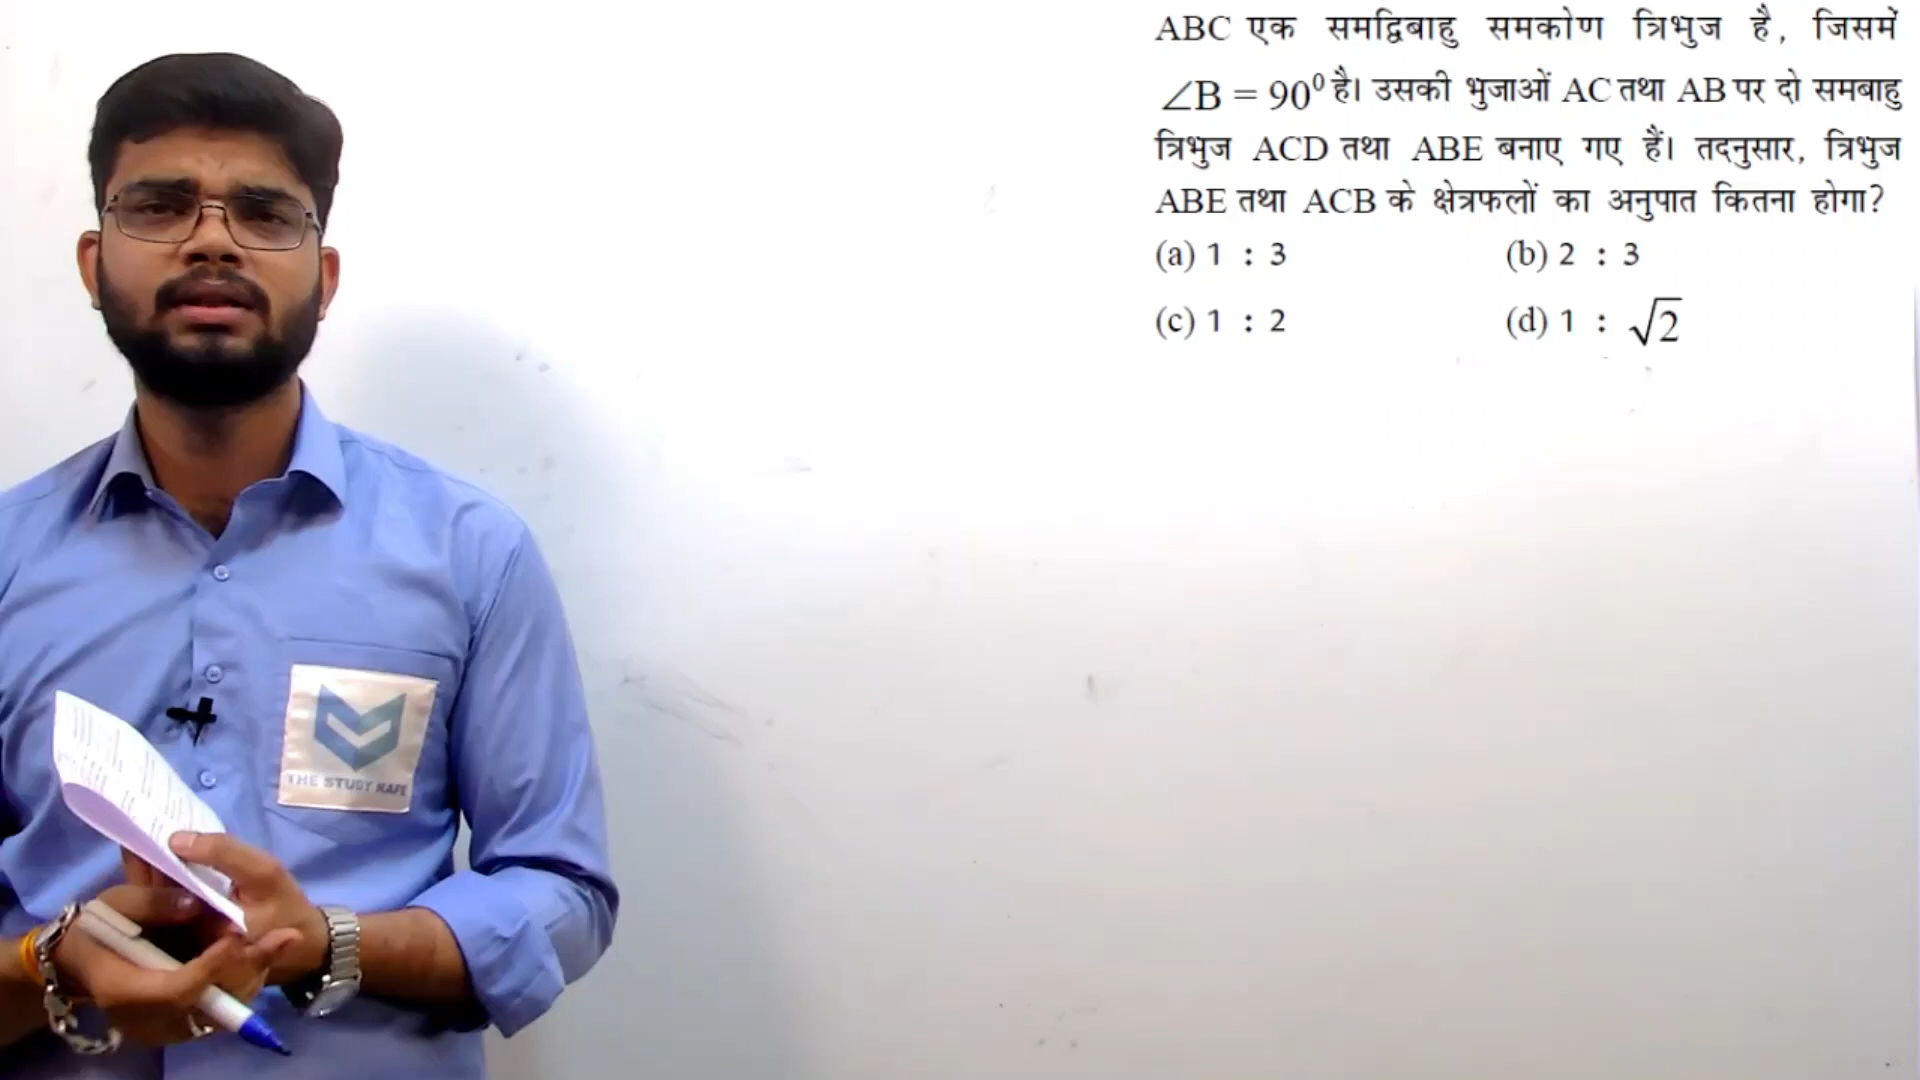 ABC एक समद्विबाहु समकोण त्रिभुज है, जिसमें
∠B = 90⁰ है। उसकी भुजाओं AC तथा AB पर दो समबाहु
त्रिभुज ACD तथा ABE बनाए गए हैं। तदनुसार, त्रिभुज
ABE तथा ACB के क्षेत्रफलों का अनुपात कितना होगा?
(a) 1 : 3 (b) 2 : 3
(c) 1 : 2 (d) 1 : √2
THE STUDY KAFE